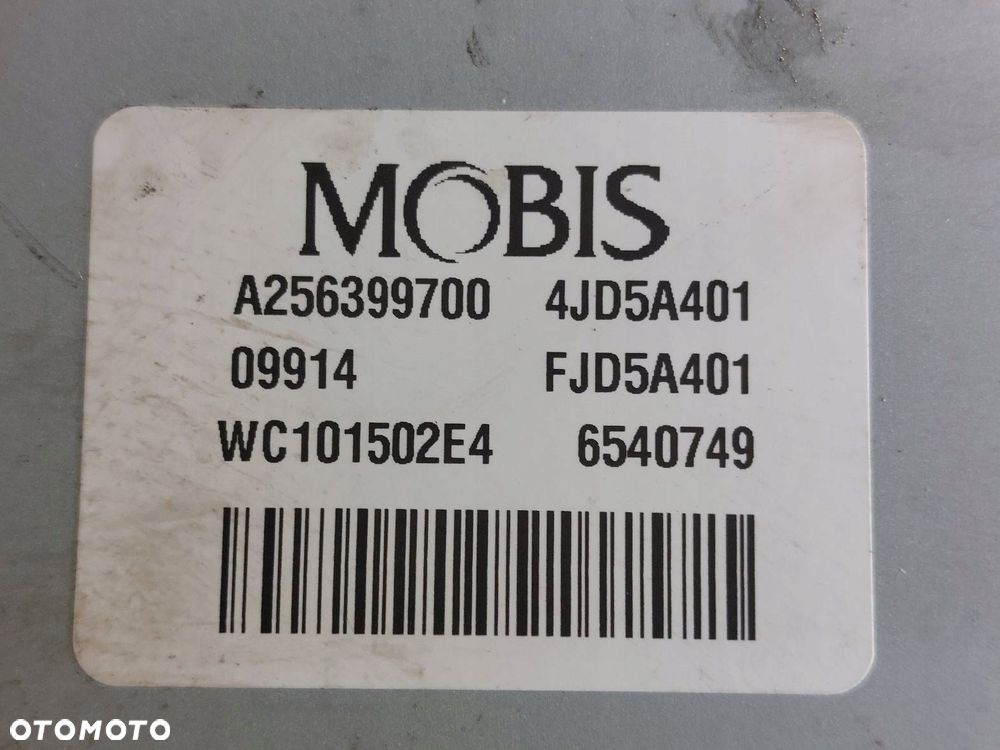 MOBIS
A256399700 4JD5A401
09914 FJD5A401
WC101502E4 6540749
OTOMOTO